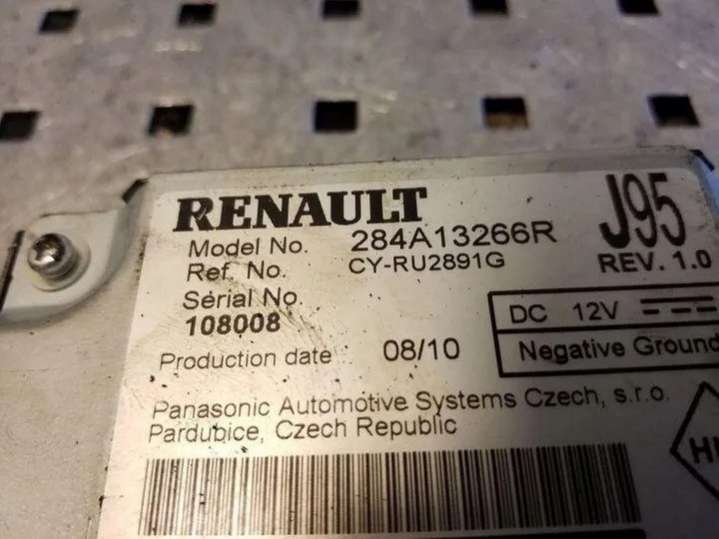 RENAULT
J95
Model No. 284A13266R
Ref. No. CY-RU2891G
REV. 1.0
Serial No.
108008
DC 12V
Production date 08/10
Negative Ground
Panasonic Automotive Systems Czech, s.r.o.
Pardubice, Czech Republic